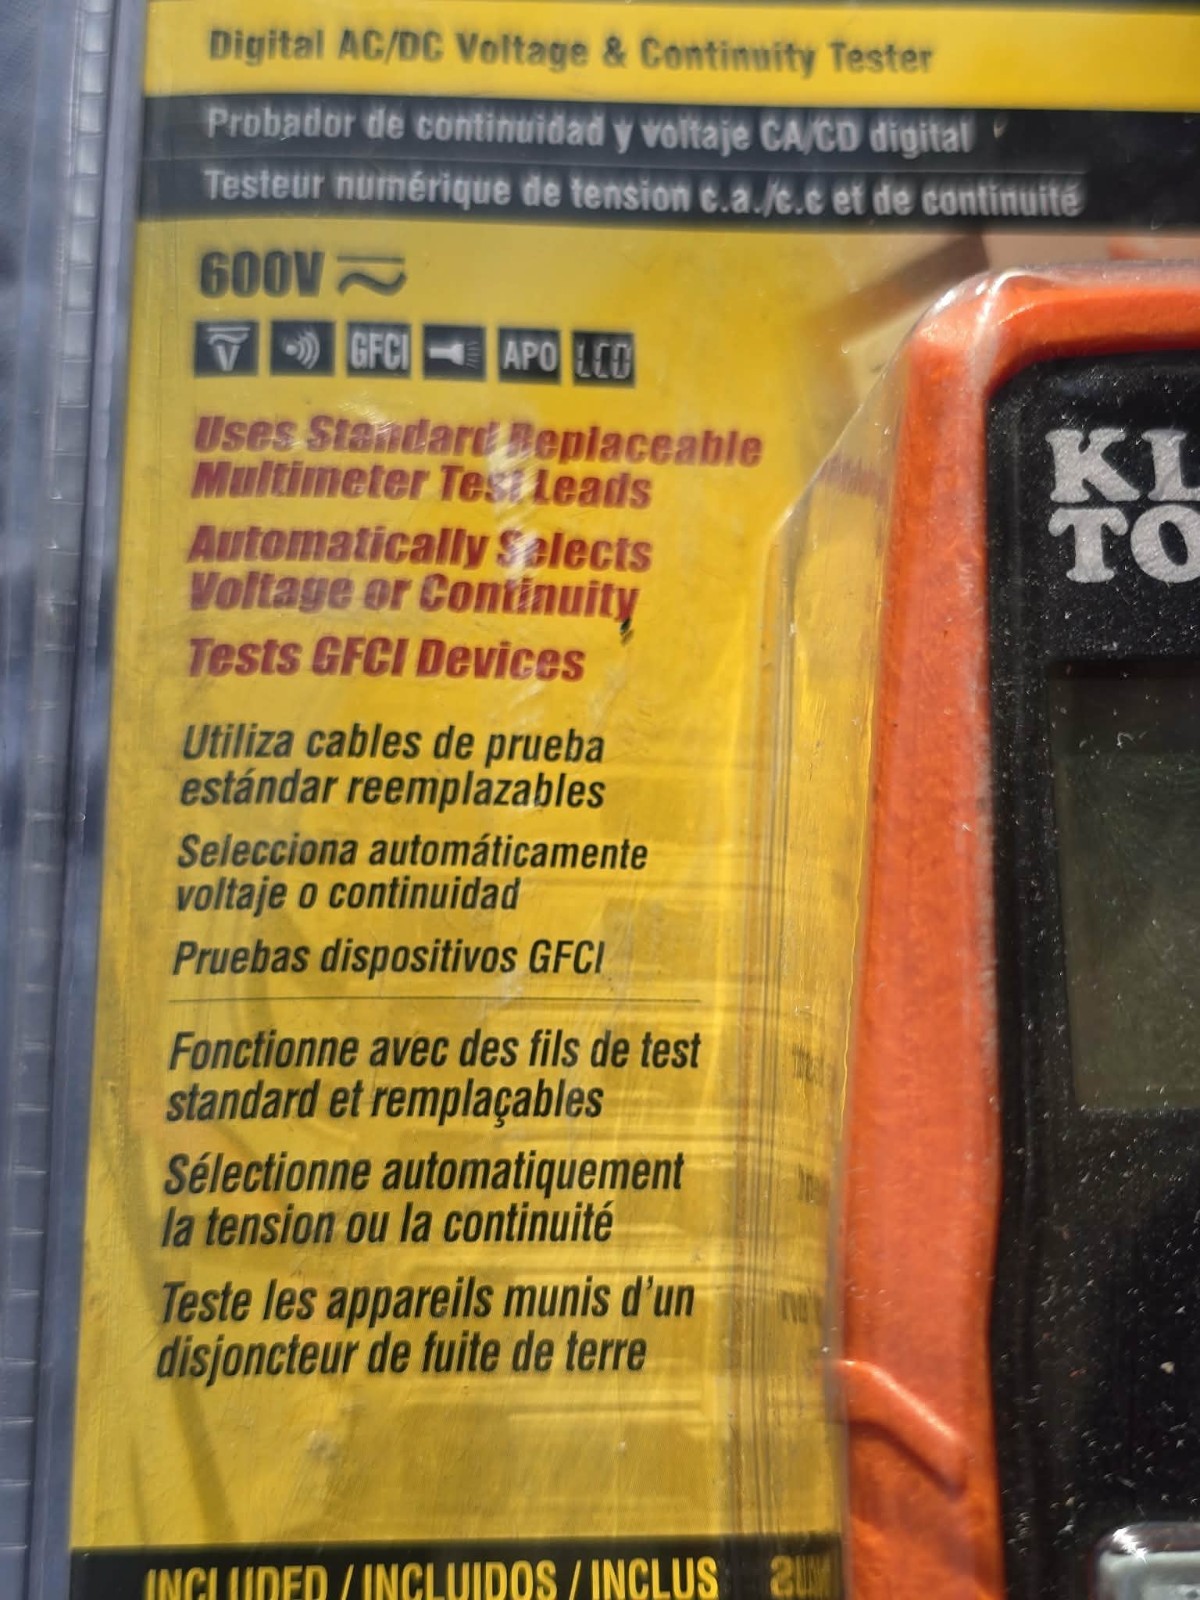 Digital AC/DC Voltage & Continuity Tester
Probador de continuidad y voltaje CA/CD digital
Testeur numérique de tension c.a./c.c et de continuité
600V
V GFCI APO LCD
Uses Standard Replaceable
Multimeter Test Leads
Automatically Selects
Voltage or Continuity
Tests GFCI Devices
Utiliza cables de prueba
estándar reemplazables
Selecciona automáticamente
voltaje o continuidad
Pruebas dispositivos GFCI
Fonctionne avec des fils de test
standard et remplaçables
Sélectionne automatiquement
la tension ou la continuité
Teste les appareils munis d'un
disjoncteur de fuite de terre
INCLUDED / INCLUIDOS / INCLUS
KL
TO